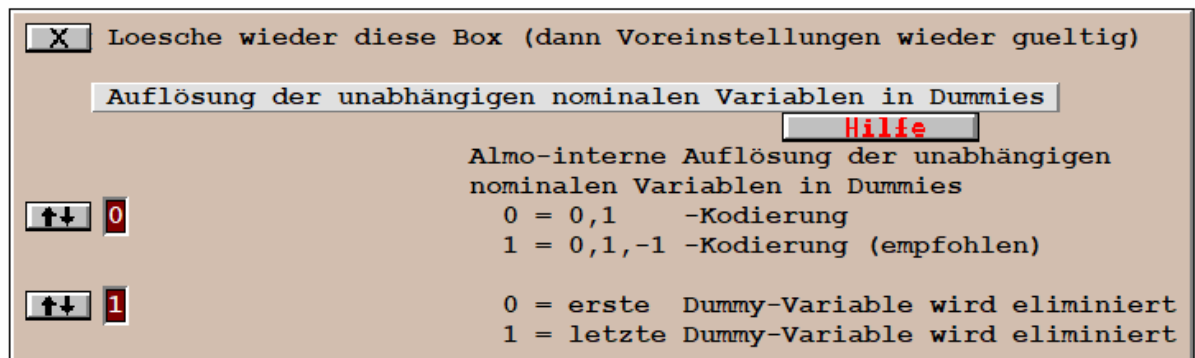 X Loesche wieder diese Box (dann Voreinstellungen wieder gueltig)
Auflösung der unabhängigen nominalen Variablen in Dummies
Hilfe
Almo-interne Auflösung der unabhängigen
nominalen Variablen in Dummies
0 0 = 0,1 -Kodierung
1 = 0,1,-1 -Kodierung (empfohlen)
1 0 = erste Dummy-Variable wird eliminiert
1 = letzte Dummy-Variable wird eliminiert